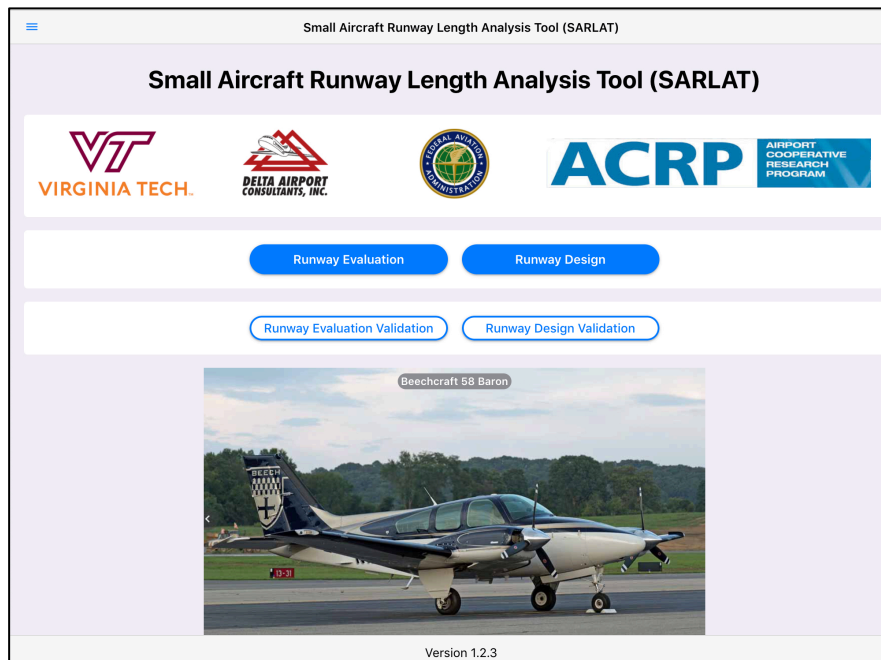 Small Aircraft Runway Length Analysis Tool (SARLAT)
Small Aircraft Runway Length Analysis Tool (SARLAT)
VT
VIRGINIA TECH.
DELTA AIRPORT
CONSULTANTS, INC.
FEDERAL AVIATION
ADMINISTRATION
ACRP
AIRPORT
COOPERATIVE
RESEARCH
PROGRAM
Runway Evaluation
Runway Design
Runway Evaluation Validation
Runway Design Validation
Beechcraft 58 Baron
BEECH
13-31
Version 1.2.3